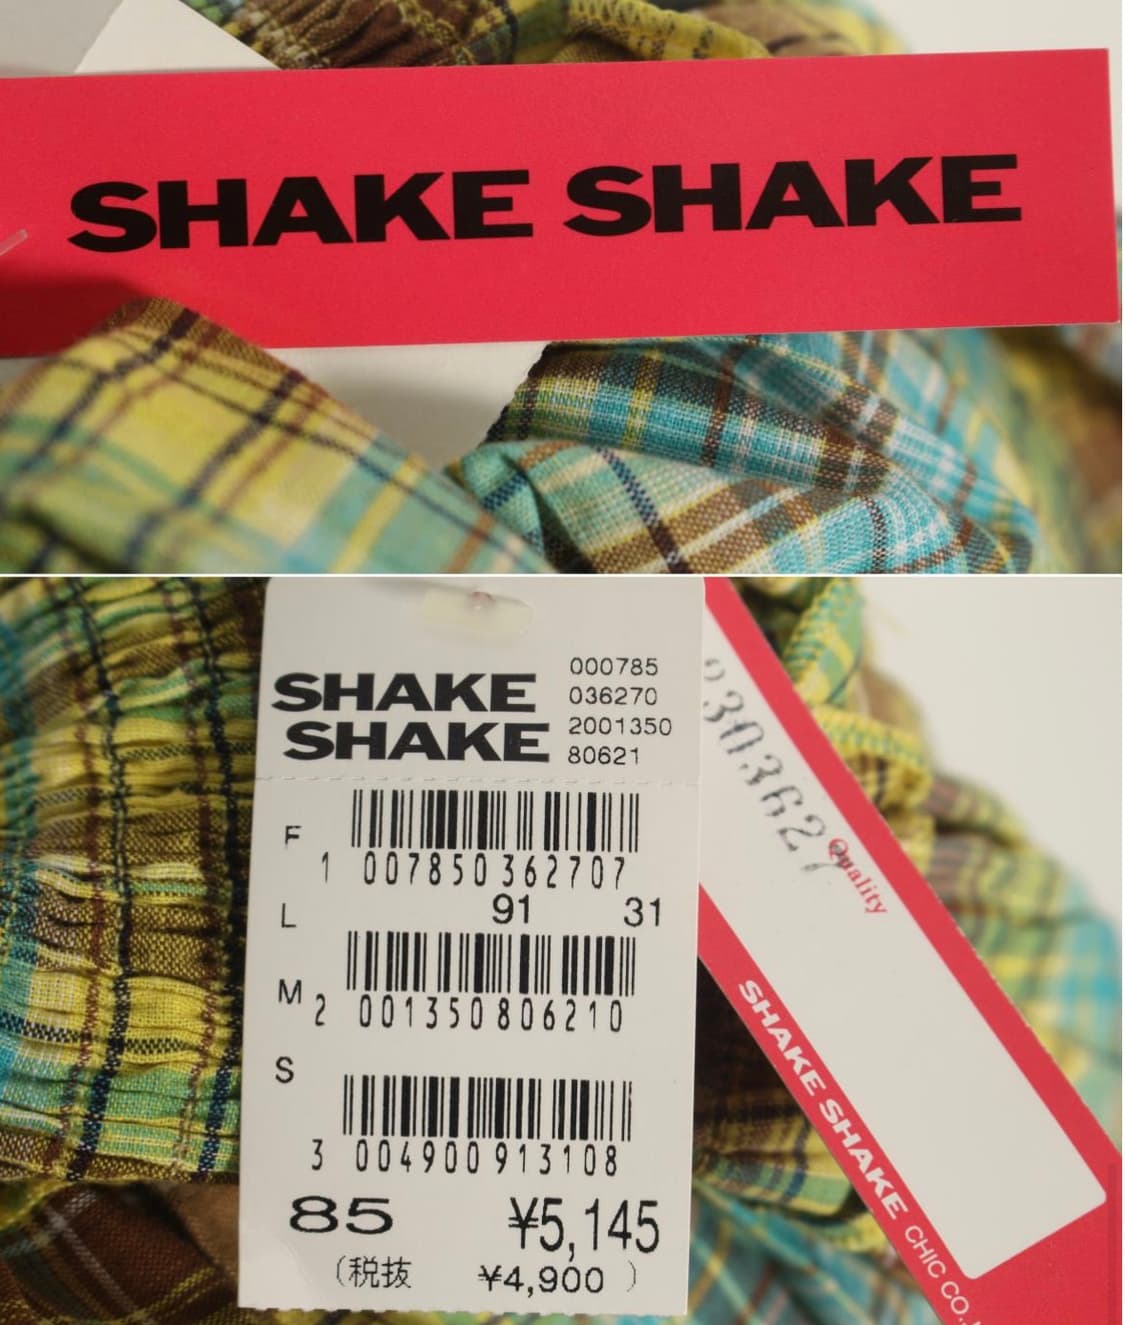 SHAKE SHAKE
SHAKE
SHAKE
000785
036270
2001350
80621
F
1 007850362707
L 91 31
M
2 001350806210
S
3 004900913108
85 ¥5,145
(税抜 ¥4,900 )
Quality
SHAKE SHAKE CHIC CO.,